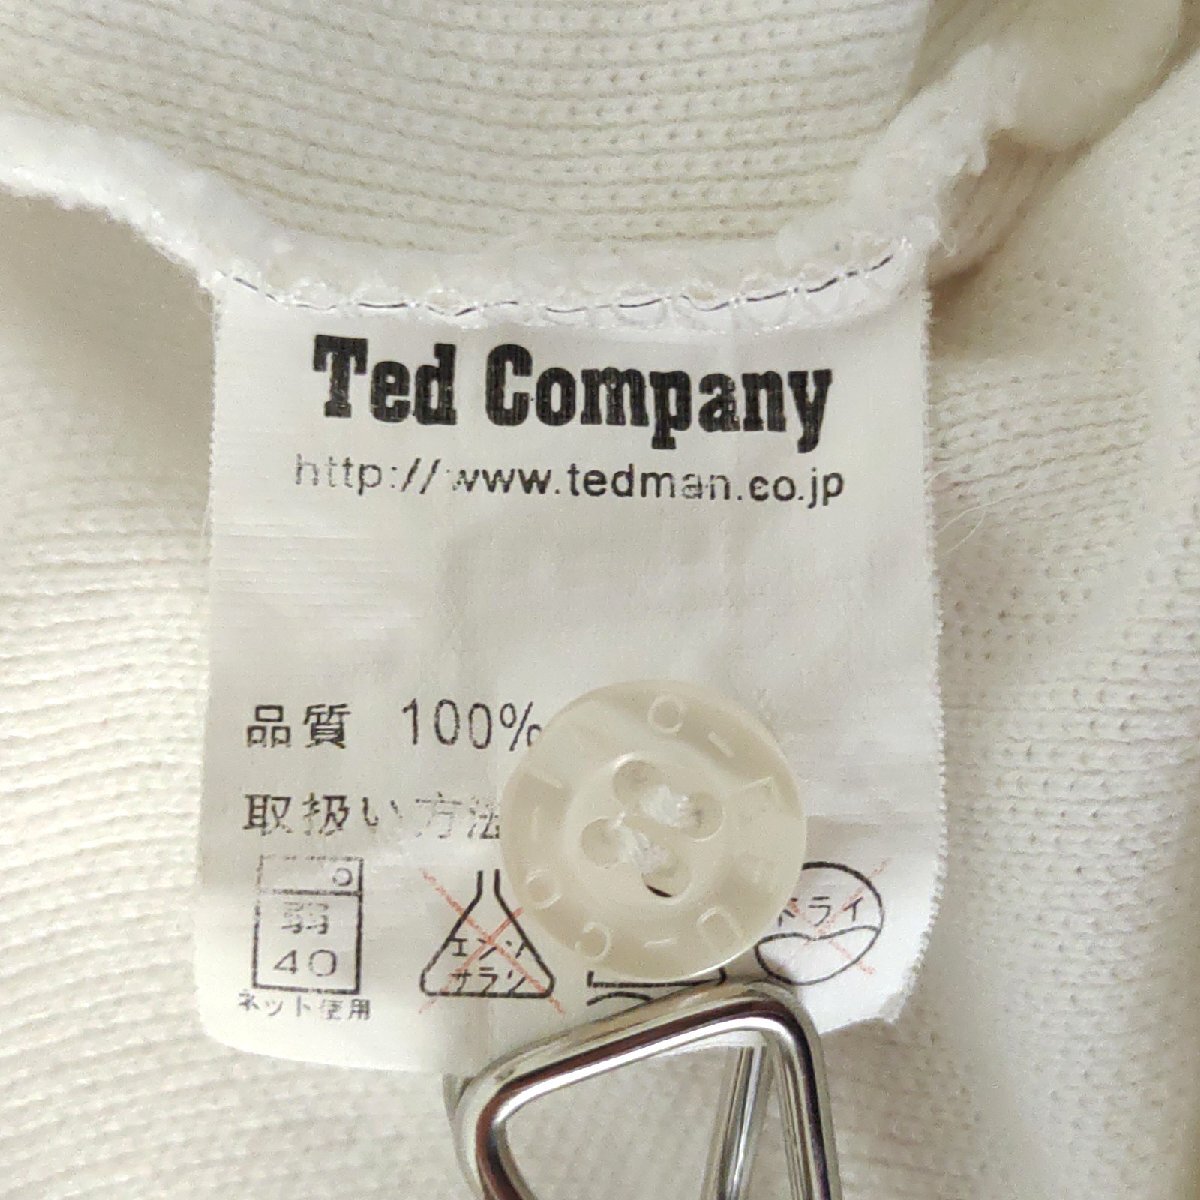 Ted Company
http://www.tedman.co.jp
品質 100%
取扱い方法
弱
40
ネット使用
エンソ
サラシ
ドライ